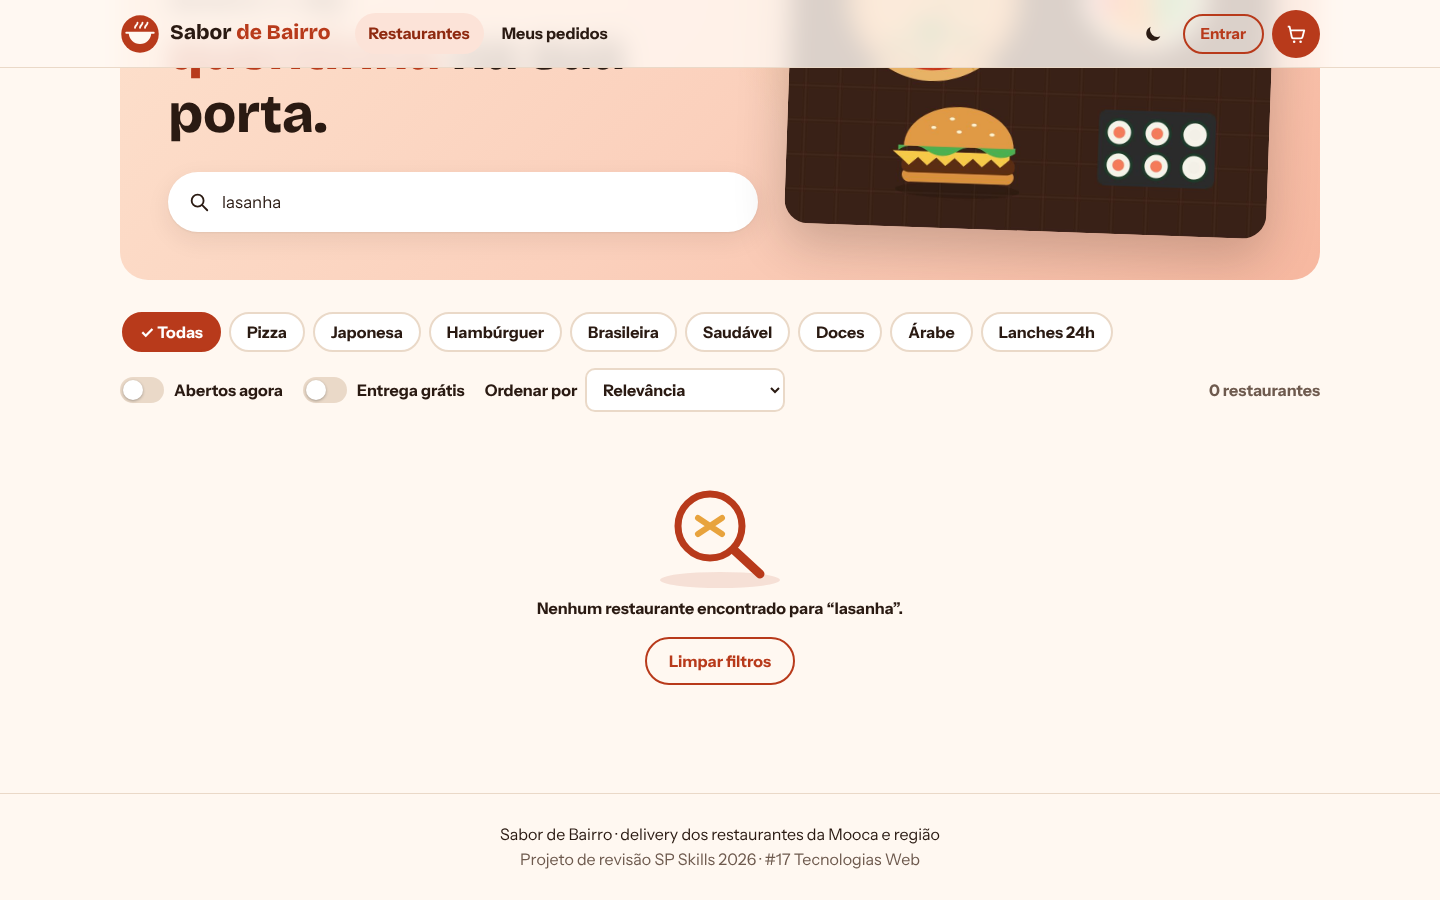 Sabor de Bairro
Restaurantes
Meus pedidos
Entrar
porta.
lasanha
Todas
Pizza
Japonesa
Hambúrguer
Brasileira
Saudável
Doces
Árabe
Lanches 24h
Abertos agora
Entrega grátis
Ordenar por
Relevância
0 restaurantes
Nenhum restaurante encontrado para “lasanha”.
Limpar filtros
Sabor de Bairro · delivery dos restaurantes da Mooca e região
Projeto de revisão SP Skills 2026 · #17 Tecnologias Web